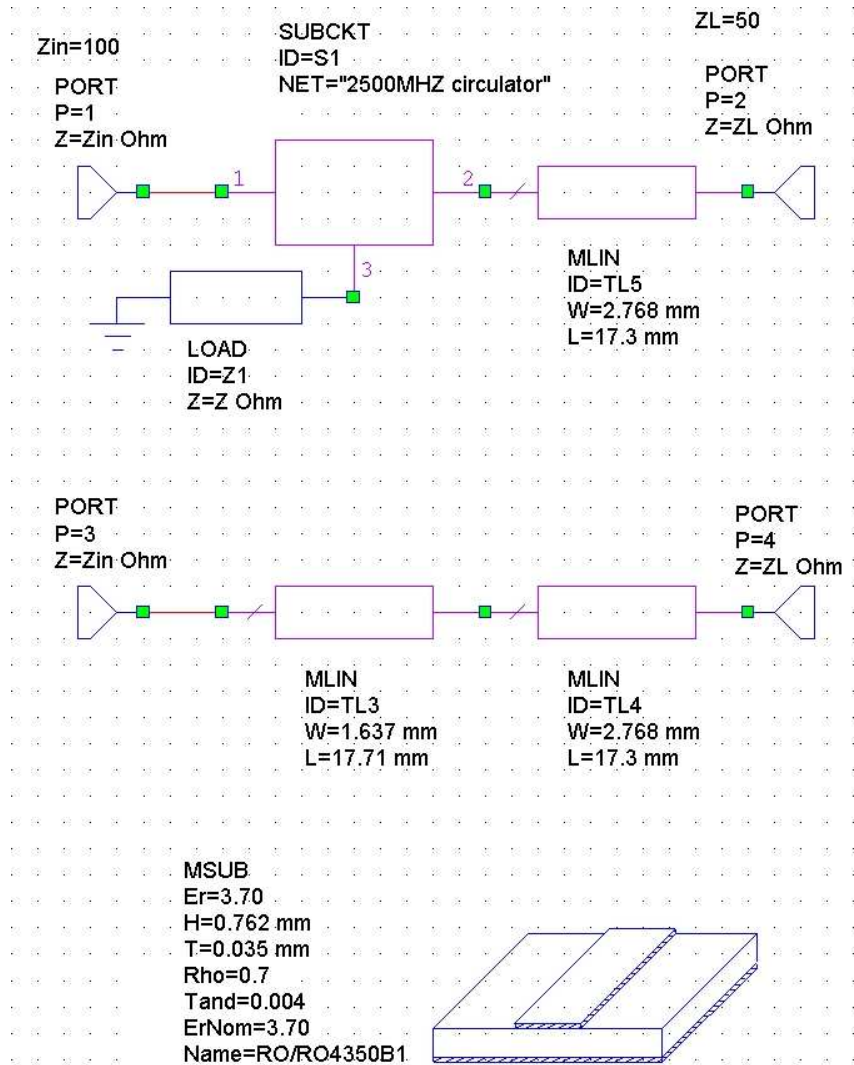 Zin=100
SUBCKT
ID=S1
NET="2500MHZ circulator"
ZL=50
PORT
P=1
Z=Zin Ohm
PORT
P=2
Z=ZL Ohm
1
2
3
MLIN
ID=TL5
W=2.768 mm
L=17.3 mm
LOAD
ID=Z1
Z=Z Ohm
PORT
P=3
Z=Zin Ohm
PORT
P=4
Z=ZL Ohm
MLIN
ID=TL3
W=1.637 mm
L=17.71 mm
MLIN
ID=TL4
W=2.768 mm
L=17.3 mm
MSUB
Er=3.70
H=0.762 mm
T=0.035 mm
Rho=0.7
Tand=0.004
ErNom=3.70
Name=RO/RO4350B1